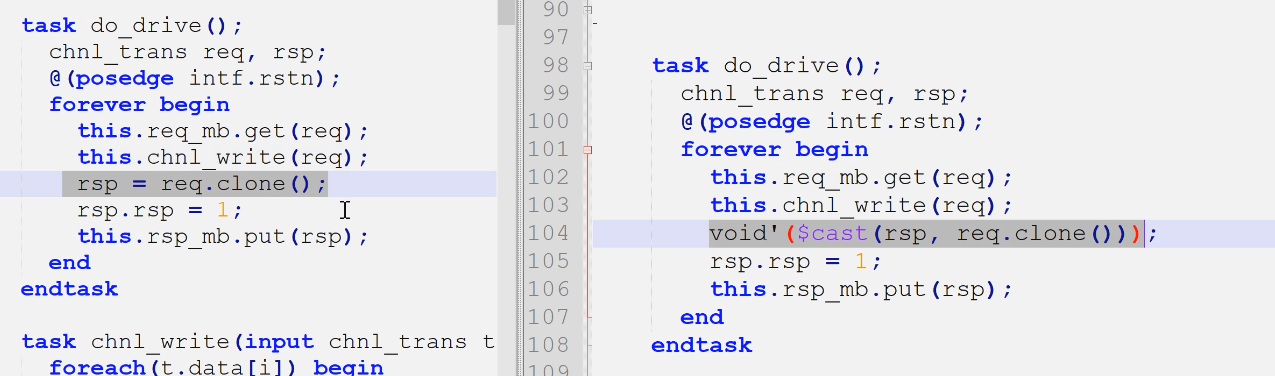 task do_drive();
chnl_trans req, rsp;
@(posedge intf.rstn);
forever begin
this.req_mb.get(req);
this.chnl_write(req);
rsp = req.clone();
rsp.rsp = 1;
this.rsp_mb.put(rsp);
end
endtask
task chnl_write(input chnl_trans t
foreach(t.data[i]) begin
90
97
98 task do_drive();
99 chnl_trans req, rsp;
100 @(posedge intf.rstn);
101 forever begin
102 this.req_mb.get(req);
103 this.chnl_write(req);
104 void'($cast(rsp, req.clone()));
105 rsp.rsp = 1;
106 this.rsp_mb.put(rsp);
107 end
108 endtask
109